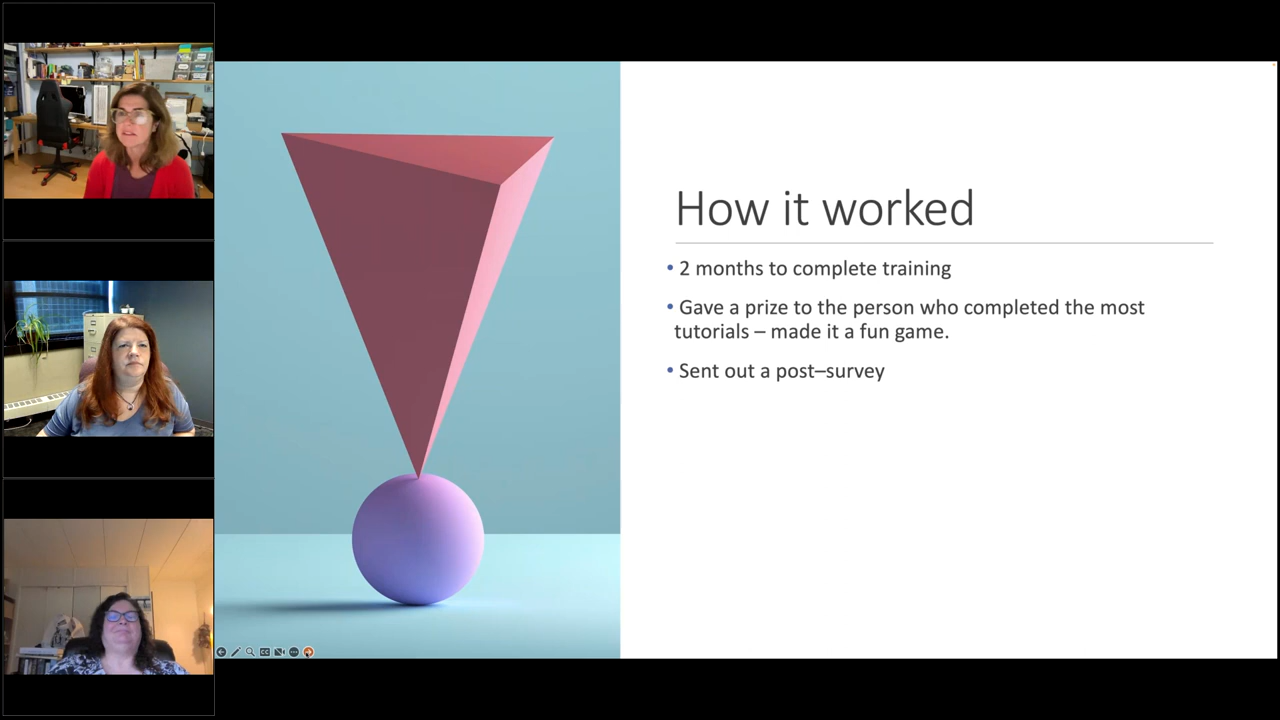 How it worked
• 2 months to complete training
• Gave a prize to the person who completed the most
tutorials – made it a fun game.
• Sent out a post–survey